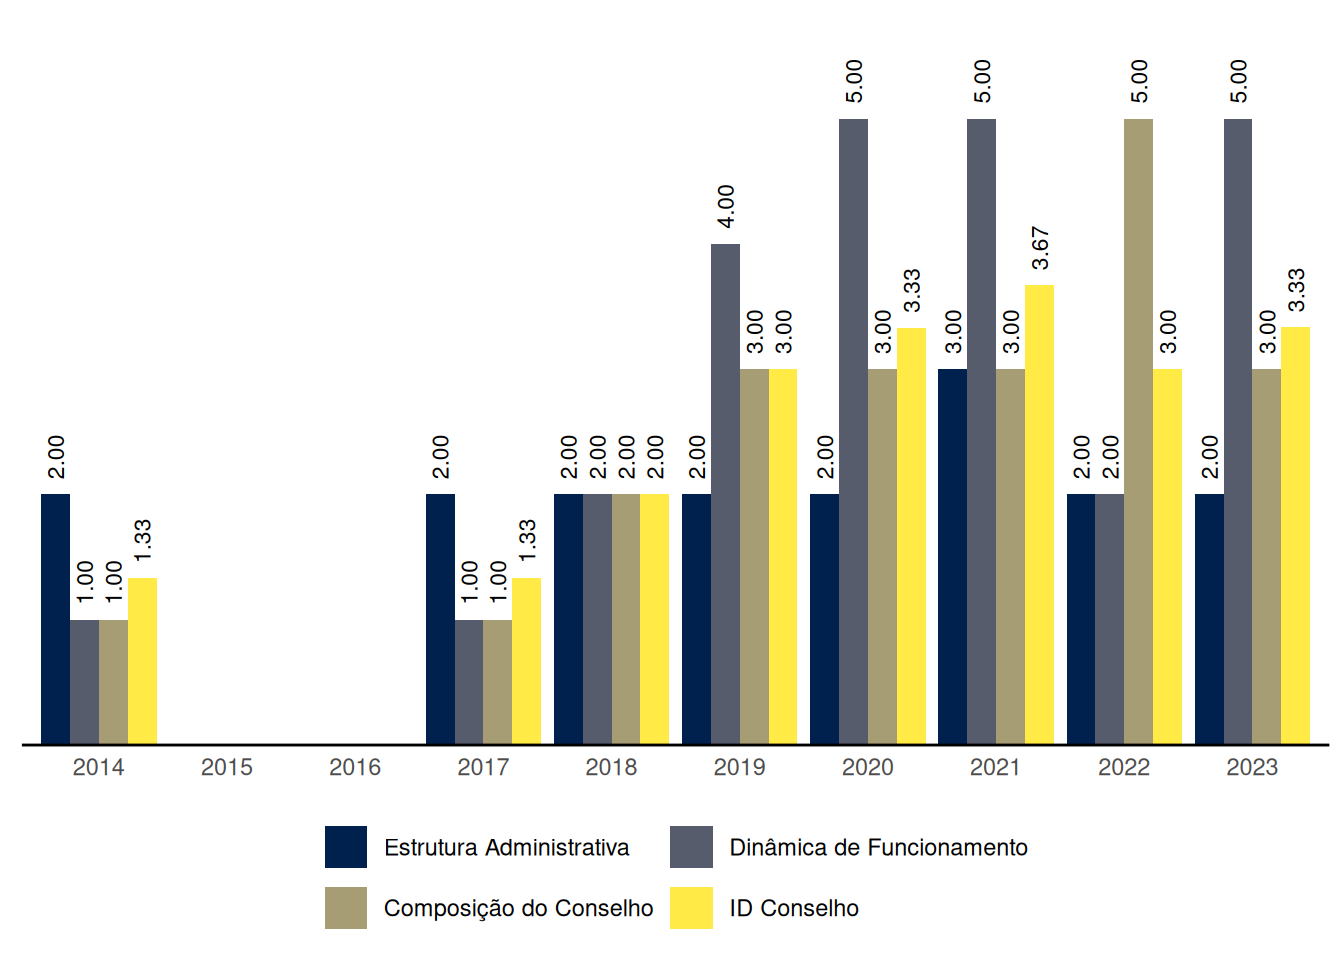 2.00 1.00 1.00 1.33
2.00 1.00 1.00 1.33
2.00 2.00 2.00 2.00
2.00 4.00 3.00 3.00
2.00 5.00 3.00 3.33
3.00 5.00 3.00 3.67
2.00 2.00 5.00 3.00
2.00 5.00 3.00 3.33
2014 2015 2016 2017 2018 2019 2020 2021 2022 2023
Estrutura Administrativa Dinâmica de Funcionamento
Composição do Conselho ID Conselho